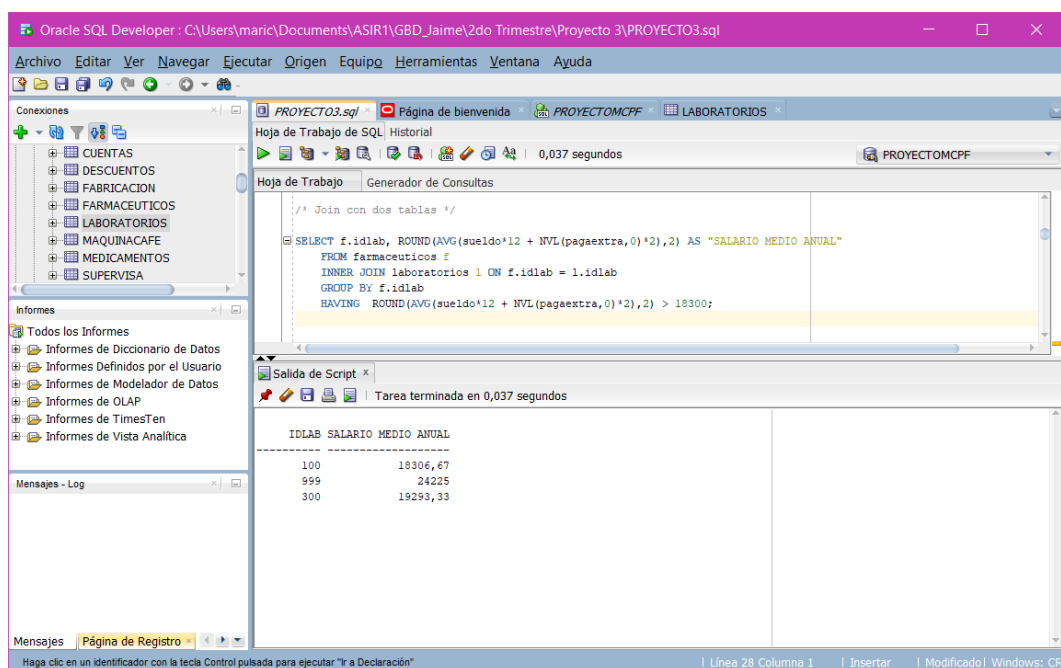 Oracle SQL Developer : C:\Users\maric\Documents\ASIR1\GBD_Jaime\2do Trimestre\Proyecto 3\PROYECTO3.sql
Archivo Editar Ver Navegar Ejecutar Origen Equipo Herramientas Ventana Ayuda
Conexiones
CUENTAS
DESCUENTOS
FABRICACION
FARMACEUTICOS
LABORATORIOS
MAQUINACAFE
MEDICAMENTOS
SUPERVISA
Informes
Todos los Informes
Informes de Diccionario de Datos
Informes Definidos por el Usuario
Informes de Modelador de Datos
Informes de OLAP
Informes de TimesTen
Informes de Vista Analítica
Mensajes - Log
Mensajes Página de Registro
PROYECTO3.sql Página de bienvenida PROYECTOMCPF LABORATORIOS
Hoja de Trabajo de SQL Historial
0,037 segundos PROYECTOMCPF
Hoja de Trabajo Generador de Consultas
/* Join con dos tablas */
SELECT f.idlab, ROUND(AVG(sueldo*12 + NVL(pagaextra,0)*2),2) AS "SALARIO MEDIO ANUAL"
FROM farmaceuticos f
INNER JOIN laboratorios l ON f.idlab = l.idlab
GROUP BY f.idlab
HAVING ROUND(AVG(sueldo*12 + NVL(pagaextra,0)*2),2) > 18300;
Salida de Script
Tarea terminada en 0,037 segundos
IDLAB SALARIO MEDIO ANUAL
---------- -------------------
100 18306,67
999 24225
300 19293,33
Haga clic en un identificador con la tecla Control pulsada para ejecutar "Ir a Declaración"
Línea 28 Columna 1 Insertar Modificado Windows: